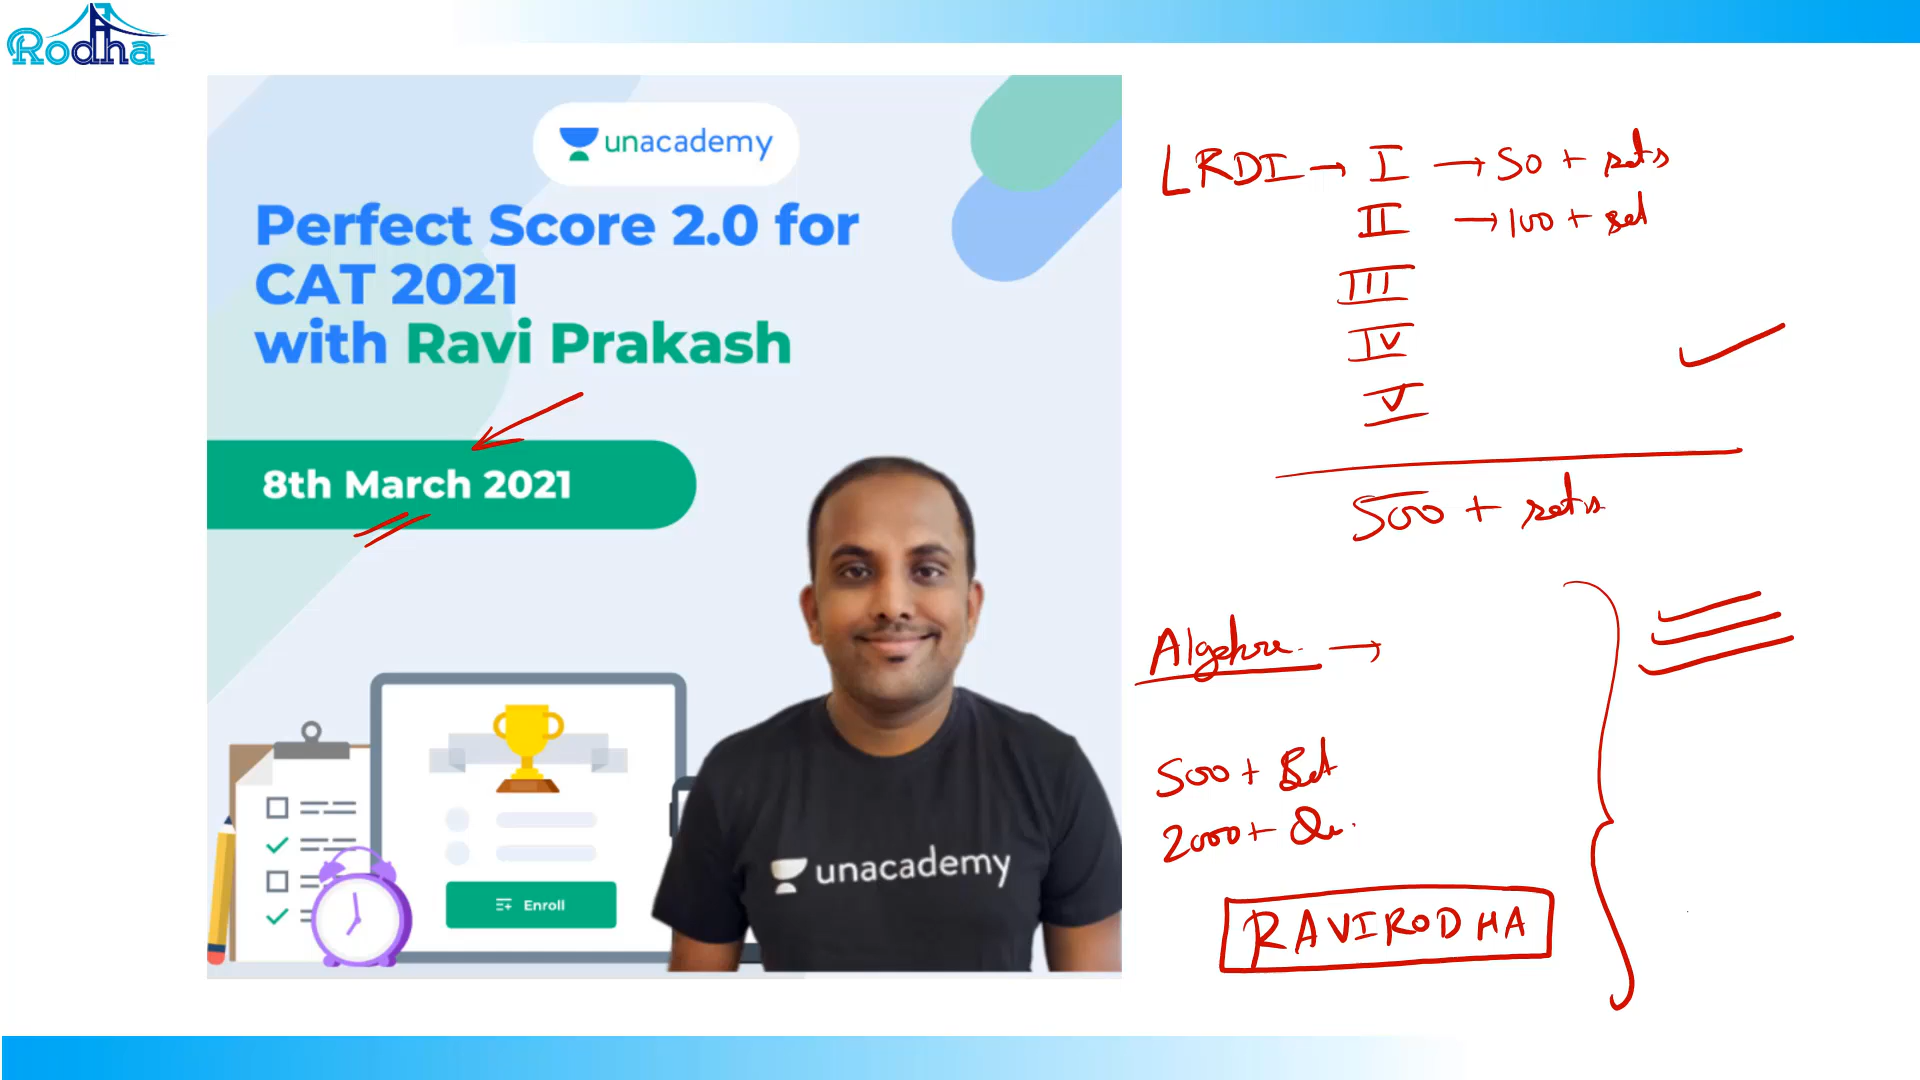 Rodha
unacademy
Perfect Score 2.0 for
CAT 2021
with Ravi Prakash
8th March 2021
Enroll
unacademy
LRDI → I → 50 + sets
II → 100 + set
III
IV
V
500 + sets
Algebra →
500 + Set
2000 + Qu.
RAVIRODHA